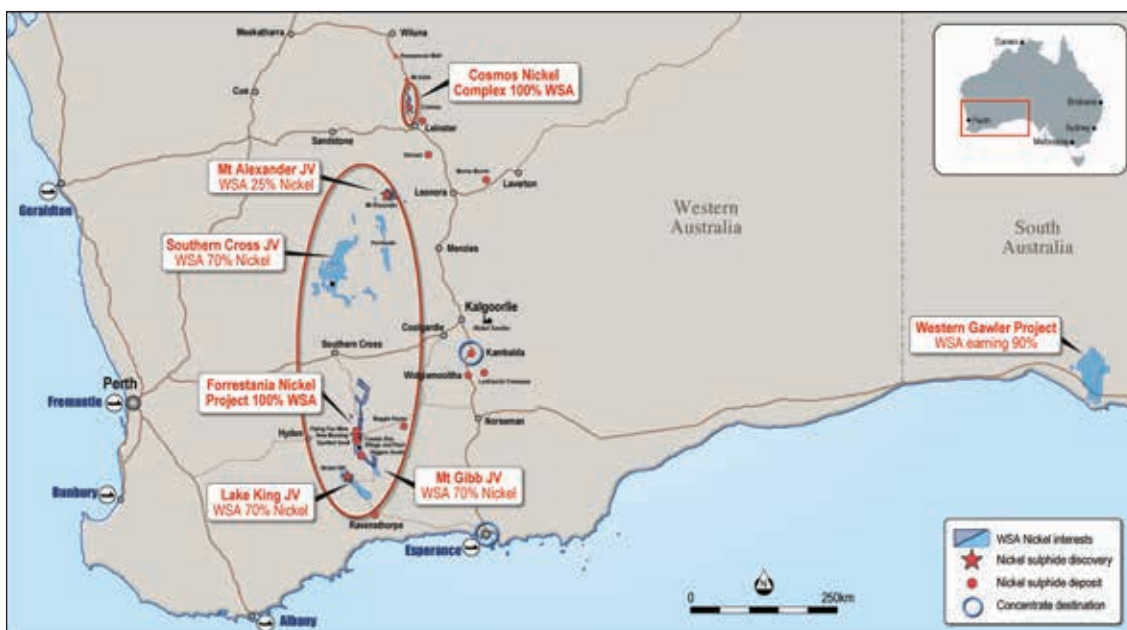 Meekatharra
Wiluna
Cosmos Nickel
Complex 100% WSA
Cue
Leinster
Sandstone
Mt Alexander JV
WSA 25% Nickel
Leonora
Laverton
Geraldton
Southern Cross JV
WSA 70% Nickel
Menzies
Western
Australia
South
Australia
Kalgoorlie
Coolgardie
Southern Cross
Kambalda
Widgiemooltha
Western Gawler Project
WSA earning 90%
Perth
Fremantle
Forrestania Nickel
Project 100% WSA
Norseman
Hyden
Mt Gibb JV
WSA 70% Nickel
Lake King JV
WSA 70% Nickel
Bunbury
Ravensthorpe
Esperance
Albany
Darwin
Brisbane
Perth
Sydney
Melbourne
WSA Nickel interests
Nickel sulphide discovery
Nickel sulphide deposit
Concentrate destination
N
0
250km